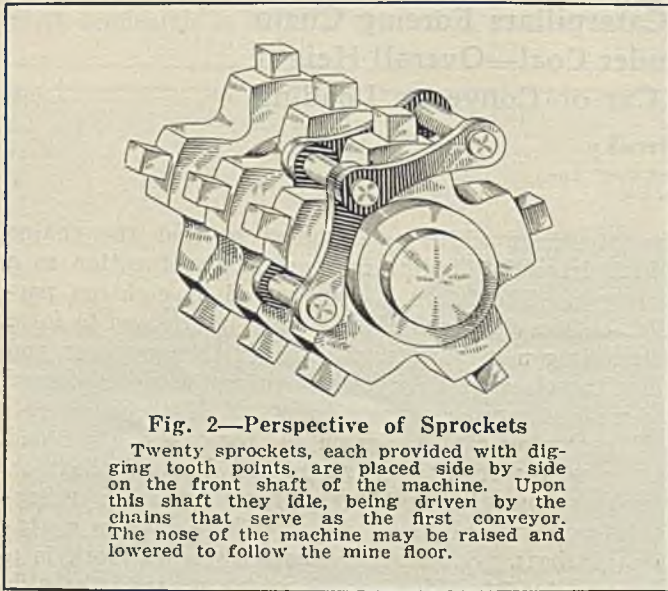 Fig. 2—Perspective of Sprockets
Twenty sprockets, each provided with dig-
ging tooth points, are placed side by side
on the front shaft of the machine. Upon
this shaft they idle, being driven by the
chains that serve as the first conveyor.
The nose of the machine may be raised and
lowered to follow the mine floor.